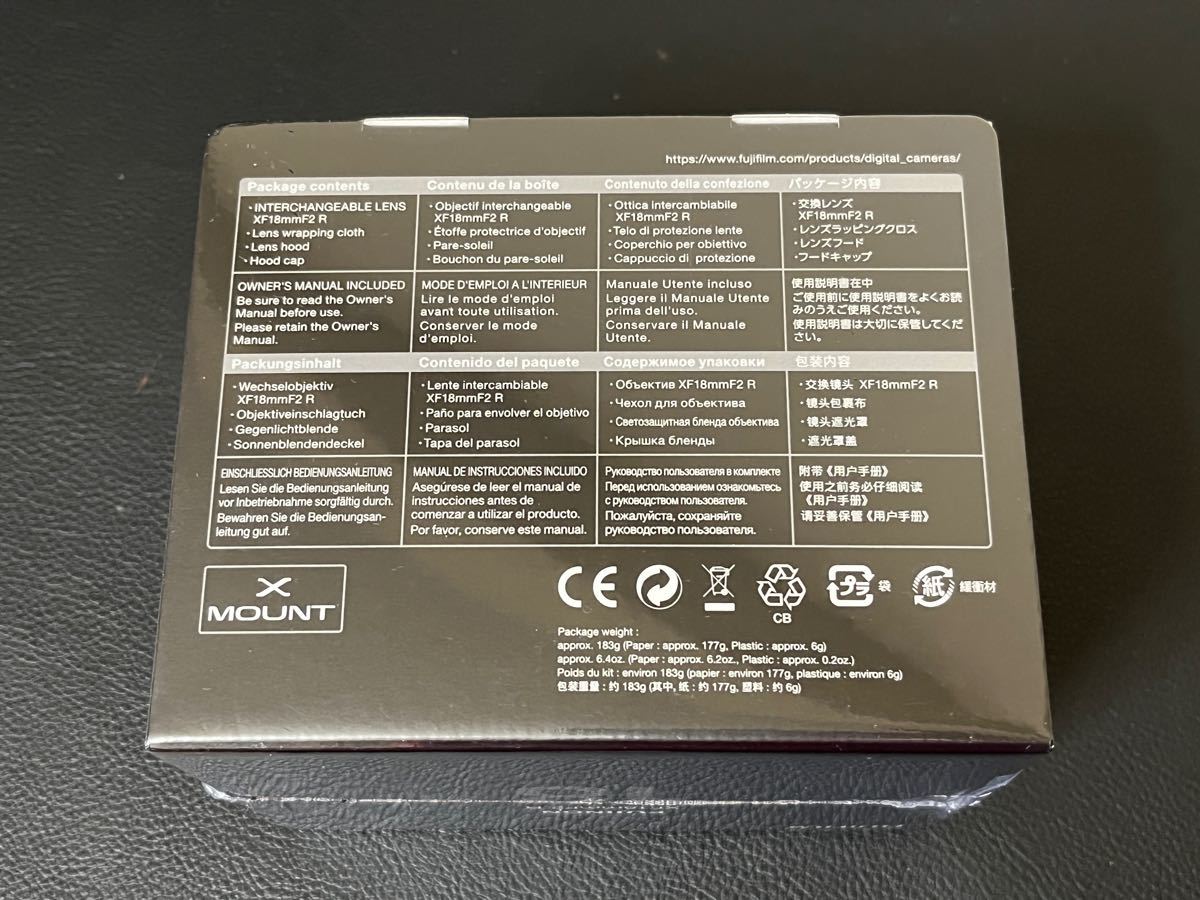 https://www.fujifilm.com/products/digital_cameras/
Package contents
・INTERCHANGEABLE LENS
XF18mmF2 R
・Lens wrapping cloth
・Lens hood
・Hood cap
OWNER'S MANUAL INCLUDED
Be sure to read the Owner's
Manual before use.
Please retain the Owner's
Manual.
Contenu de la boîte
・Objectif interchangeable
XF18mmF2 R
・Étoffe protectrice d'objectif
・Pare-soleil
・Bouchon du pare-soleil
MODE D'EMPLOI A L'INTERIEUR
Lire le mode d'emploi
avant toute utilisation.
Conserver le mode
d'emploi.
Contenuto della confezione
・Ottica intercambiabile
XF18mmF2 R
・Telo di protezione lente
・Coperchio per obiettivo
・Cappuccio di protezione
Manuale Utente incluso
Leggere il Manuale Utente
prima dell'uso.
Conservare il Manuale
Utente.
パッケージ内容
・交換レンズ
XF18mmF2 R
・レンズラッピングクロス
・レンズフード
・フードキャップ
使用説明書在中
ご使用前に使用説明書をよくお読
みのうえご使用ください。
使用説明書は大切に保管してくだ
さい。
Packungsinhalt
・Wechselobjektiv
XF18mmF2 R
・Objektiveinschlagtuch
・Gegenlichtblende
・Sonnenblendendeckel
EINSCHLIESSLICH BEDIENUNGSANLEITUNG
Lesen Sie die Bedienungsanleitung
vor Inbetriebnahme sorgfältig durch.
Bewahren Sie die Bedienungsan-
leitung gut auf.
Contenido del paquete
・Lente intercambiable
XF18mmF2 R
・Paño para envolver el objetivo
・Parasol
・Tapa del parasol
MANUAL DE INSTRUCCIONES INCLUIDO
Asegúrese de leer el manual de
instrucciones antes de
comenzar a utilizar el producto.
Por favor, conserve este manual.
Содержимое упаковки
・Объектив XF18mmF2 R
・Чехол для объектива
・Светозащитная бленда объектива
・Крышка бленды
Руководство пользователя в комплекте
Перед использованием ознакомьтесь
с руководством пользователя.
Пожалуйста, сохраняйте
руководство пользователя.
包装内容
・交换镜头 XF18mmF2 R
・镜头包裹布
・镜头遮光罩
・遮光罩盖
附带《用户手册》
使用之前务必仔细阅读
《用户手册》
请妥善保管《用户手册》
X
MOUNT
CE
CB
プラ 袋
紙 緩衝材
Package weight :
approx. 183g (Paper : approx. 177g, Plastic : approx. 6g)
approx. 6.4oz. (Paper : approx. 6.2oz., Plastic : approx. 0.2oz.)
Poids du kit : environ 183g (papier : environ 177g, plastique : environ 6g)
包装重量 : 约 183g (其中, 纸 : 约 177g, 塑料 : 约 6g)